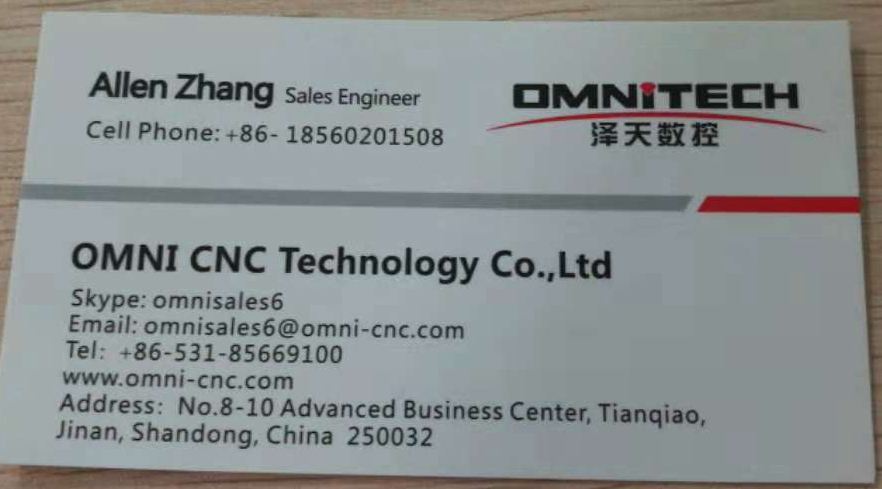 Allen Zhang Sales Engineer
Cell Phone: +86- 18560201508
OMNiTECH
泽天数控
OMNI CNC Technology Co.,Ltd
Skype: omnisales6
Email: omnisales6@omni-cnc.com
Tel: +86-531-85669100
www.omni-cnc.com
Address: No.8-10 Advanced Business Center, Tianqiao,
Jinan, Shandong, China 250032